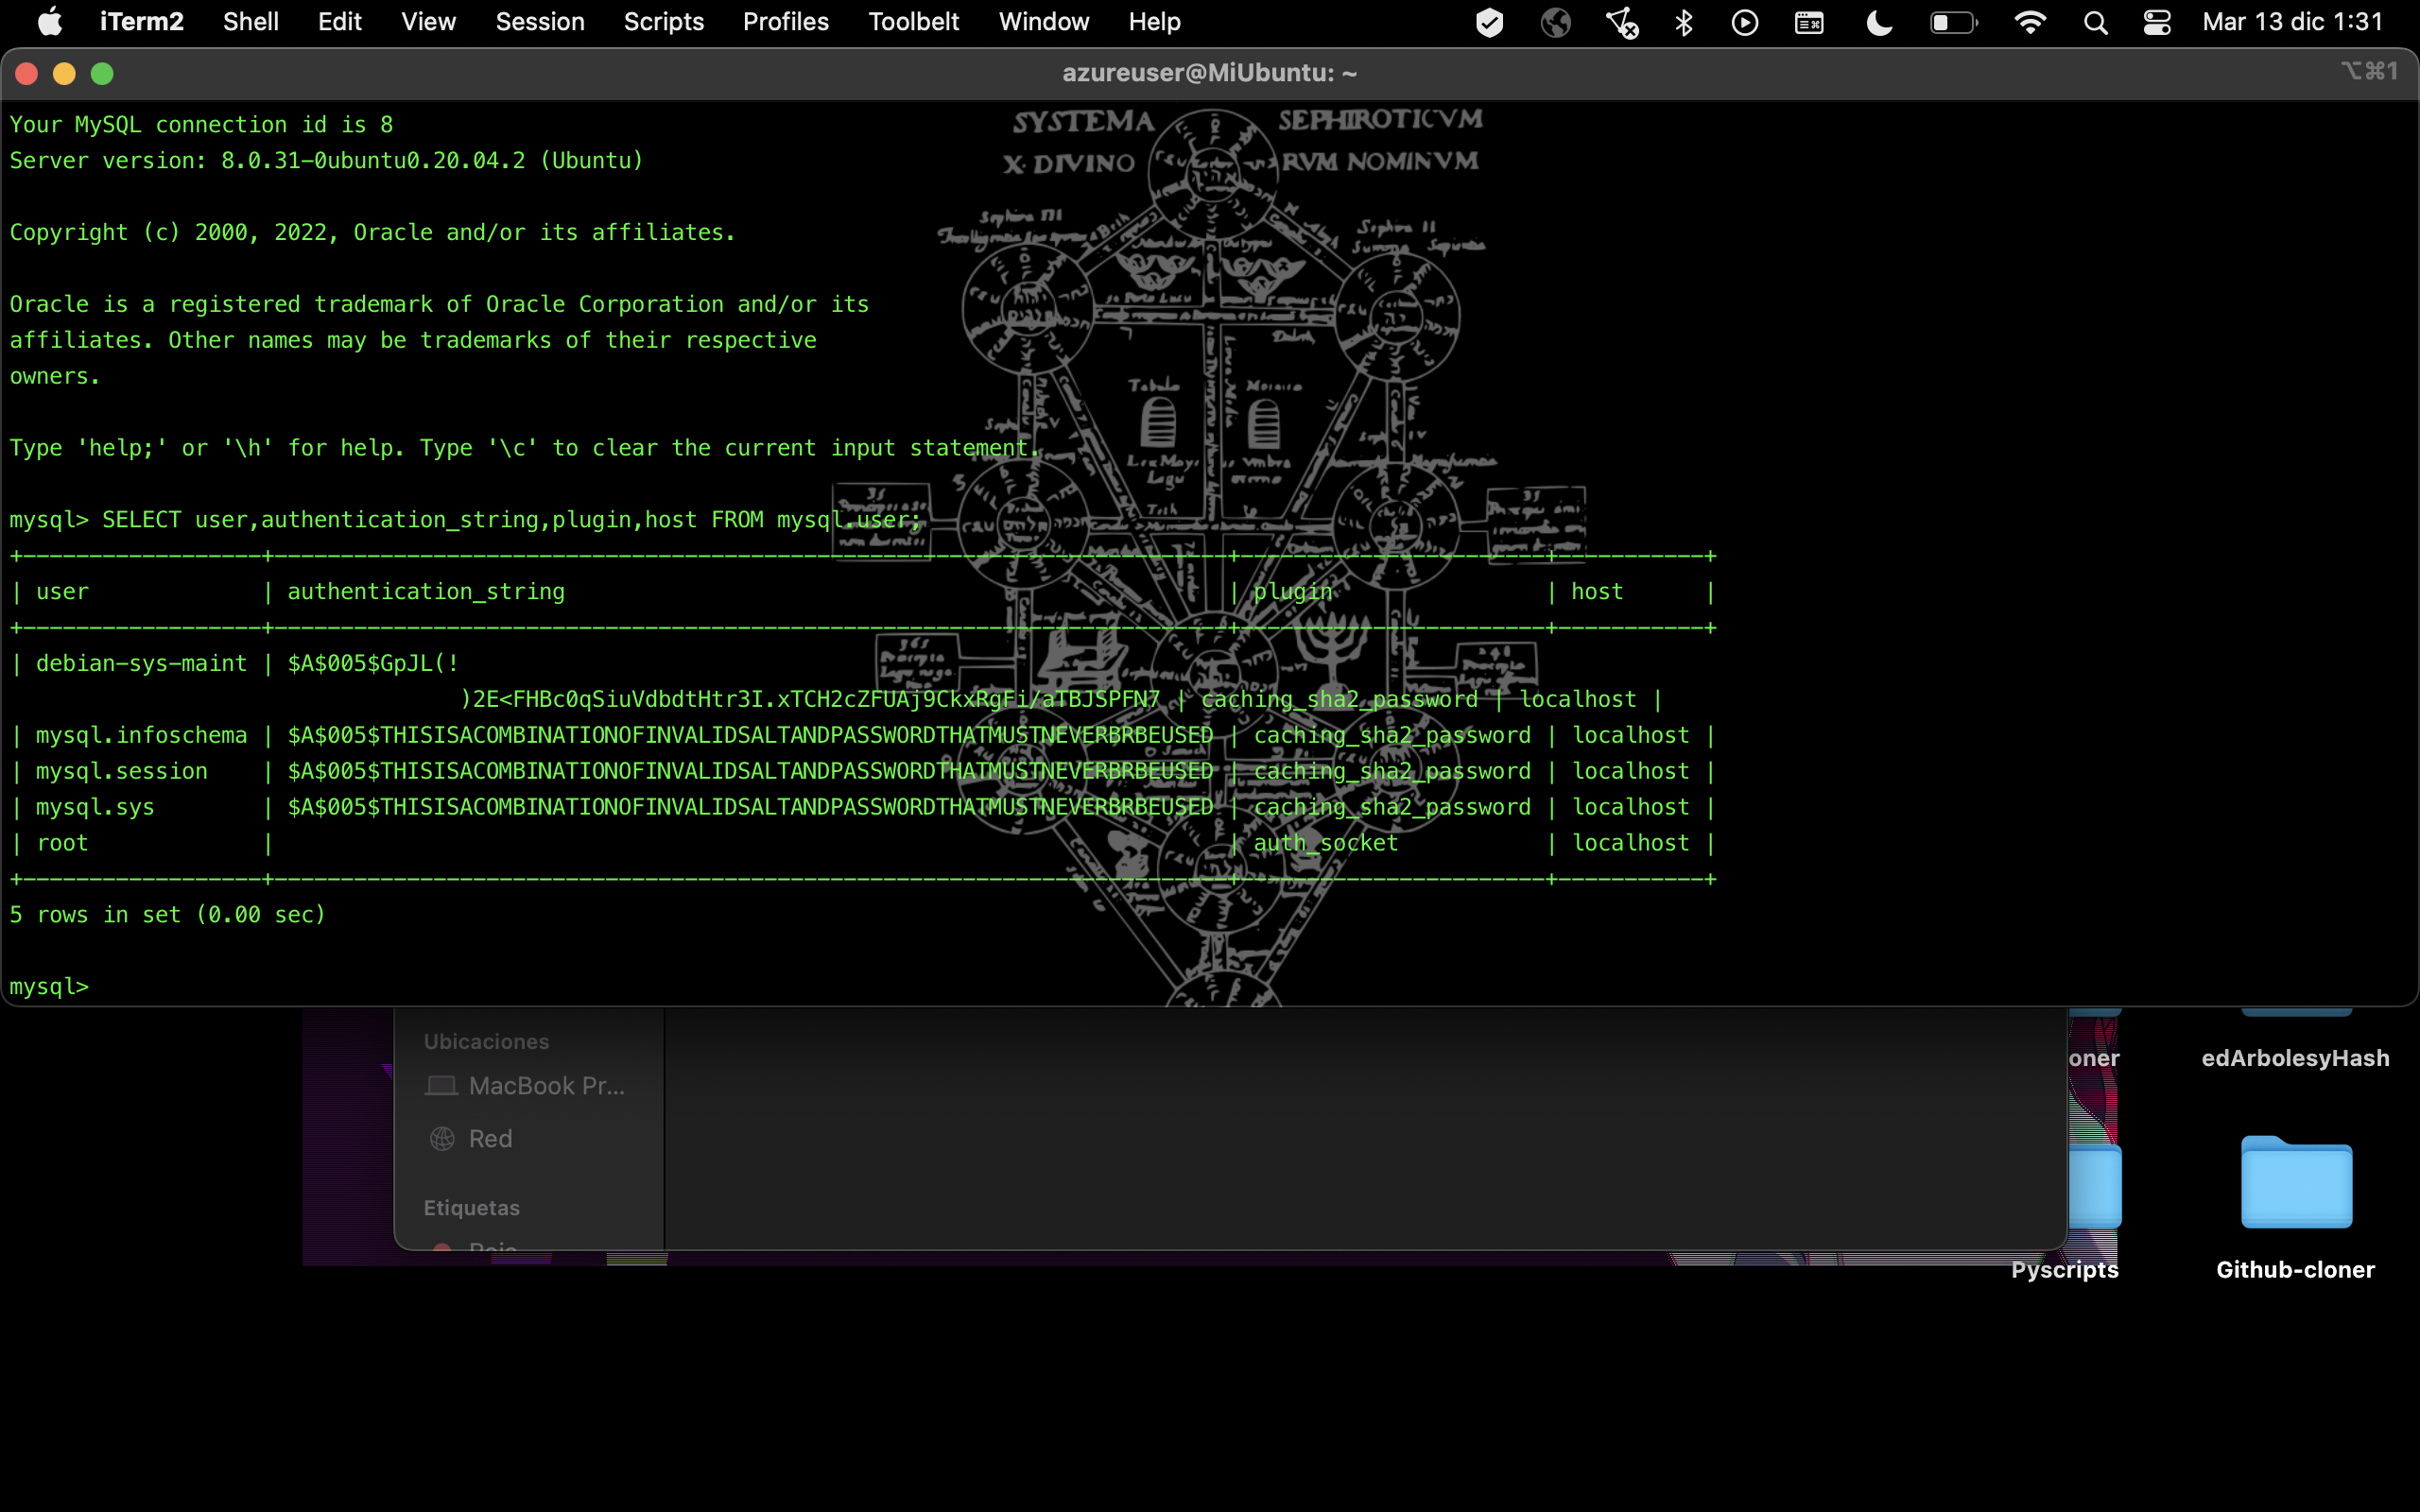 iTerm2 Shell Edit View Session Scripts Profiles Toolbelt Window Help Mar 13 dic 1:31
azureuser@MiUbuntu: ~ ⌥⌘1
Your MySQL connection id is 8
Server version: 8.0.31-0ubuntu0.20.04.2 (Ubuntu)
Copyright (c) 2000, 2022, Oracle and/or its affiliates.
Oracle is a registered trademark of Oracle Corporation and/or its
affiliates. Other names may be trademarks of their respective
owners.
Type 'help;' or '\h' for help. Type '\c' to clear the current input statement.
mysql> SELECT user,authentication_string,plugin,host FROM mysql.user;
| user | authentication_string | plugin | host |
| debian-sys-maint | $A$005$GpJL(!
)2E<FHBc0qSiuVdbdtHtr3I.xTCH2cZFUAj9CkxRgFi/aTBJSPFN7 | caching_sha2_password | localhost |
| mysql.infoschema | $A$005$THISISACOMBINATIONOFINVALIDSALTANDPASSWORDTHATMUSTNEVERBRBEUSED | caching_sha2_password | localhost |
| mysql.session | $A$005$THISISACOMBINATIONOFINVALIDSALTANDPASSWORDTHATMUSTNEVERBRBEUSED | caching_sha2_password | localhost |
| mysql.sys | $A$005$THISISACOMBINATIONOFINVALIDSALTANDPASSWORDTHATMUSTNEVERBRBEUSED | caching_sha2_password | localhost |
| root | | auth_socket | localhost |
5 rows in set (0.00 sec)
mysql>
SYSTEMA SEPHIROTICVM
X DIVINO RVM NOMINVM
Ubicaciones
MacBook Pr...
Red
Etiquetas
oner
edArbolesyHash
Pyscripts
Github-cloner